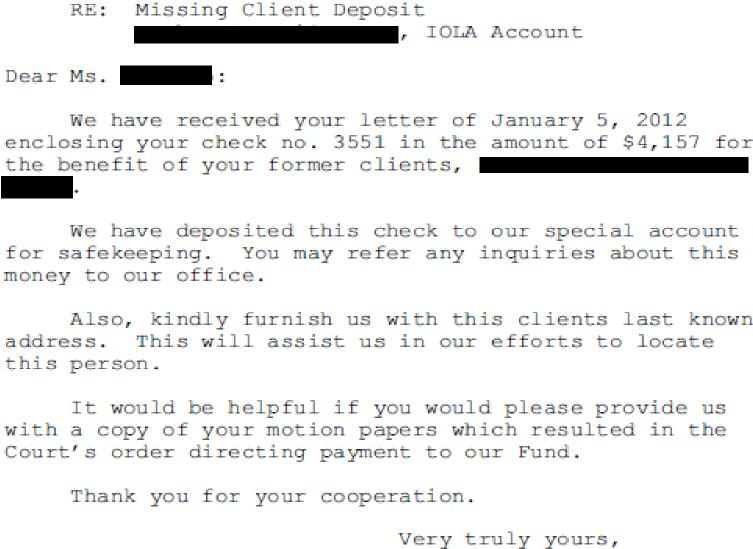 RE: Missing Client Deposit
, IOLA Account
Dear Ms. :
We have received your letter of January 5, 2012
enclosing your check no. 3551 in the amount of $4,157 for
the benefit of your former clients,
.
We have deposited this check to our special account
for safekeeping. You may refer any inquiries about this
money to our office.
Also, kindly furnish us with this clients last known
address. This will assist us in our efforts to locate
this person.
It would be helpful if you would please provide us
with a copy of your motion papers which resulted in the
Court's order directing payment to our Fund.
Thank you for your cooperation.
Very truly yours,